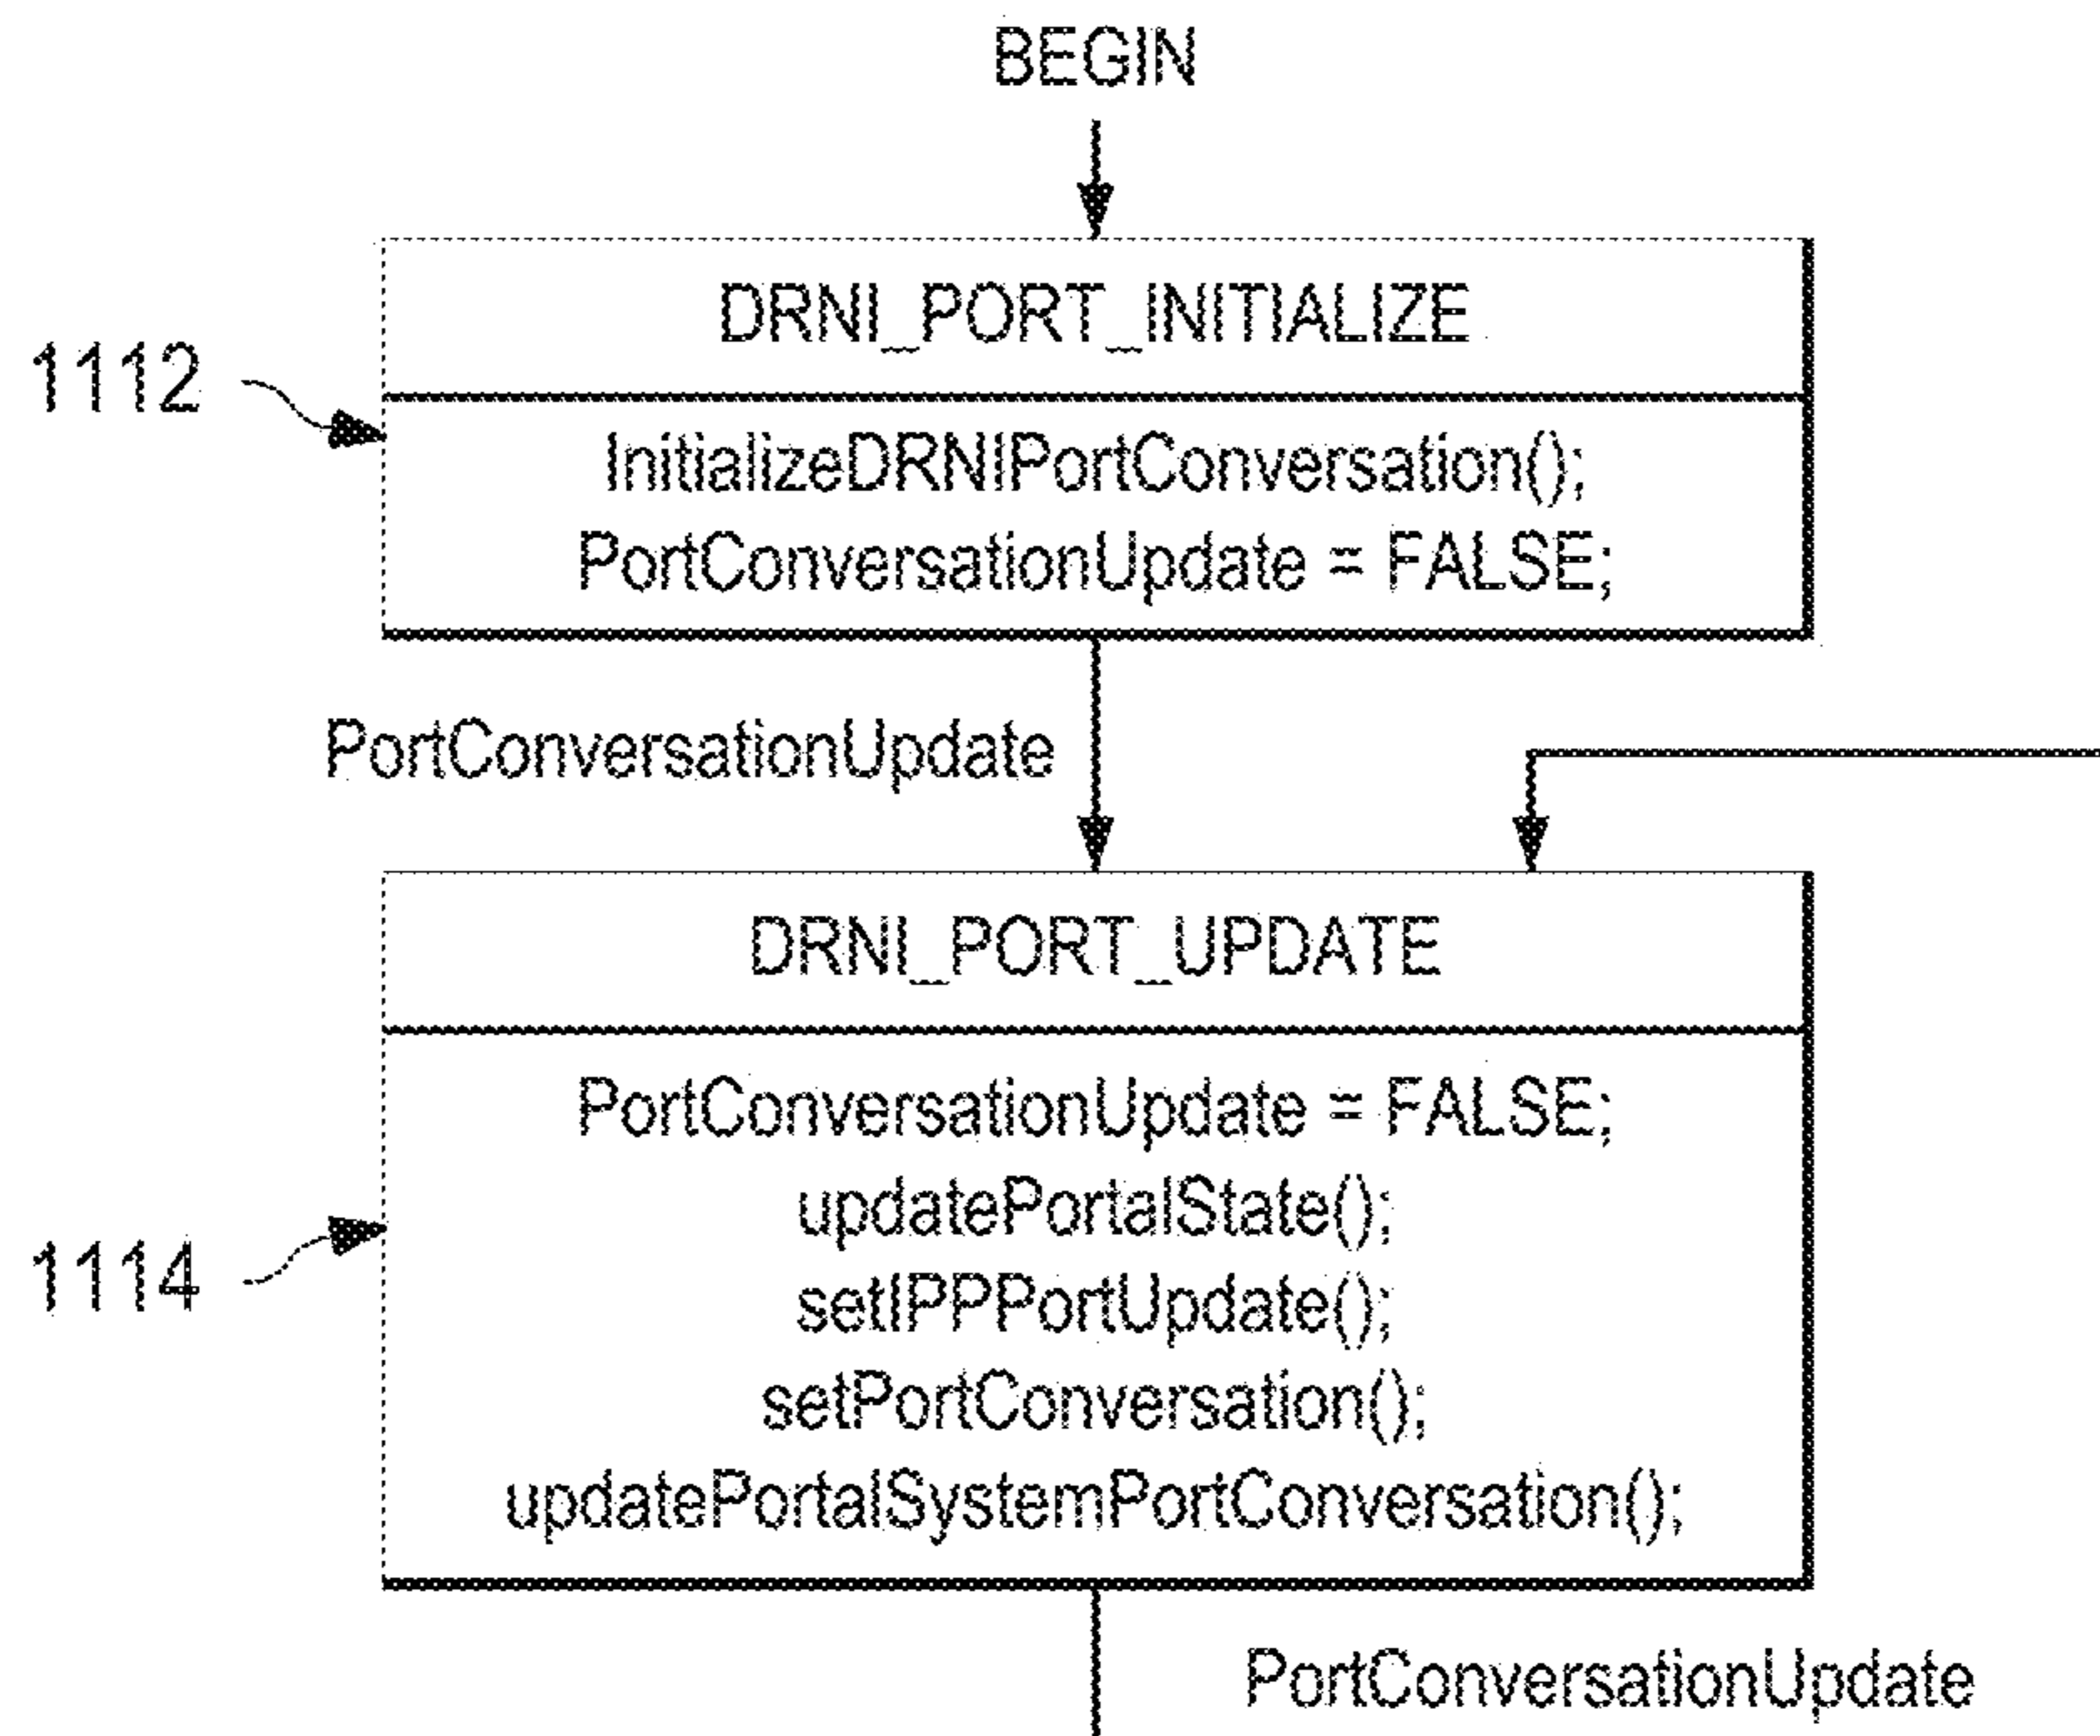 BEGIN
DRNI_PORT_INITIALIZE
1112
InitializeDRNIPortConversation();
PortConversationUpdate = FALSE;
PortConversationUpdate
DRNI_PORT_UPDATE
PortConversationUpdate = FALSE;
updatePortalState();
1114
setIPPPortUpdate();
setPortConversation();
updatePortalSystemPortConversation();
PortConversationUpdate